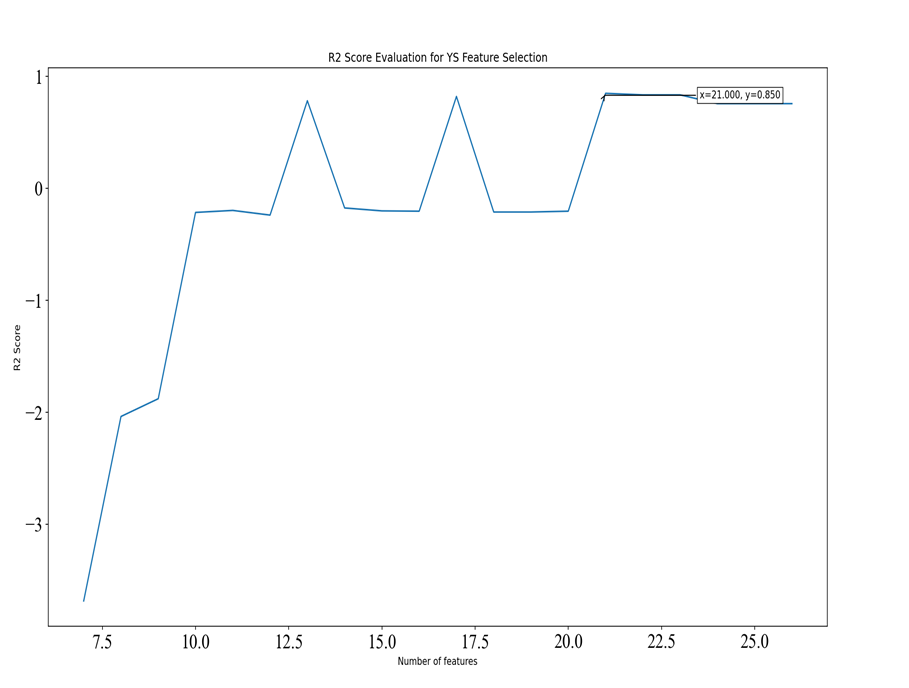 R2 Score Evaluation for YS Feature Selection
1
x=21.000, y=0.850
0
−1
R2 Score
−2
−3
7.5 10.0 12.5 15.0 17.5 20.0 22.5 25.0
Number of features